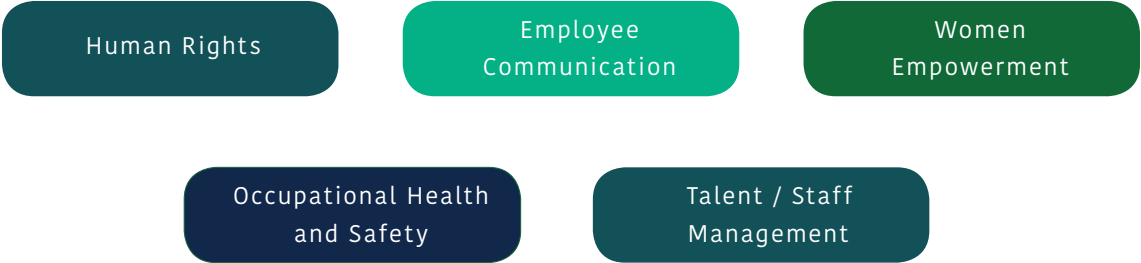 Human Rights
Employee
Communication
Women
Empowerment
Occupational Health
and Safety
Talent / Staff
Management